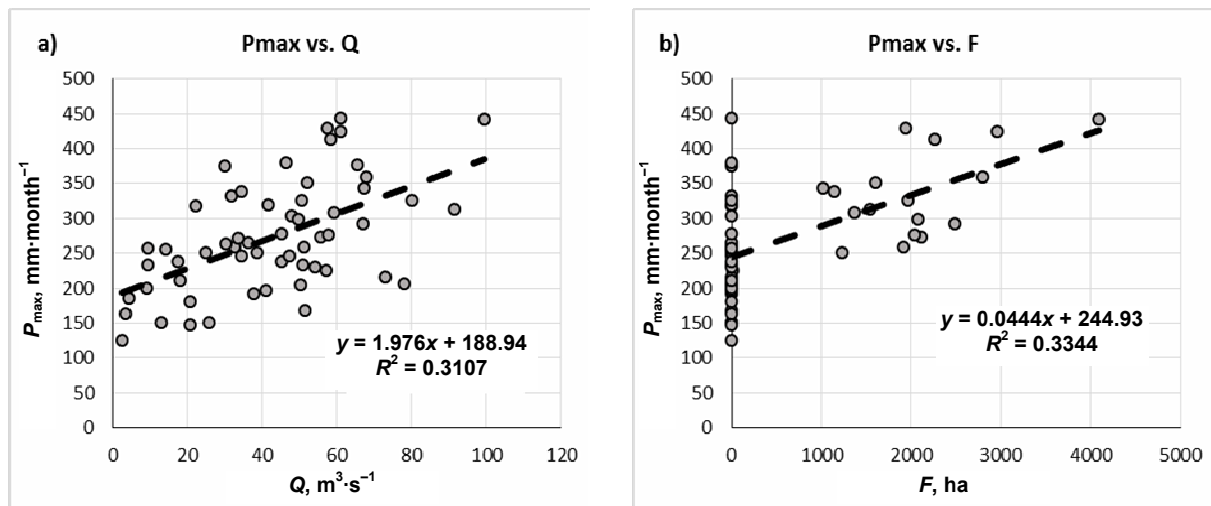 a)
Pmax vs. Q
500
450
400
350
300
250
200
150
100
50
0
P_max, mm·month⁻¹
y = 1.976x + 188.94
R² = 0.3107
0 20 40 60 80 100 120
Q, m³·s⁻¹
b)
Pmax vs. F
500
450
400
350
300
250
200
150
100
50
0
P_max, mm·month⁻¹
y = 0.0444x + 244.93
R² = 0.3344
0 1000 2000 3000 4000 5000
F, ha